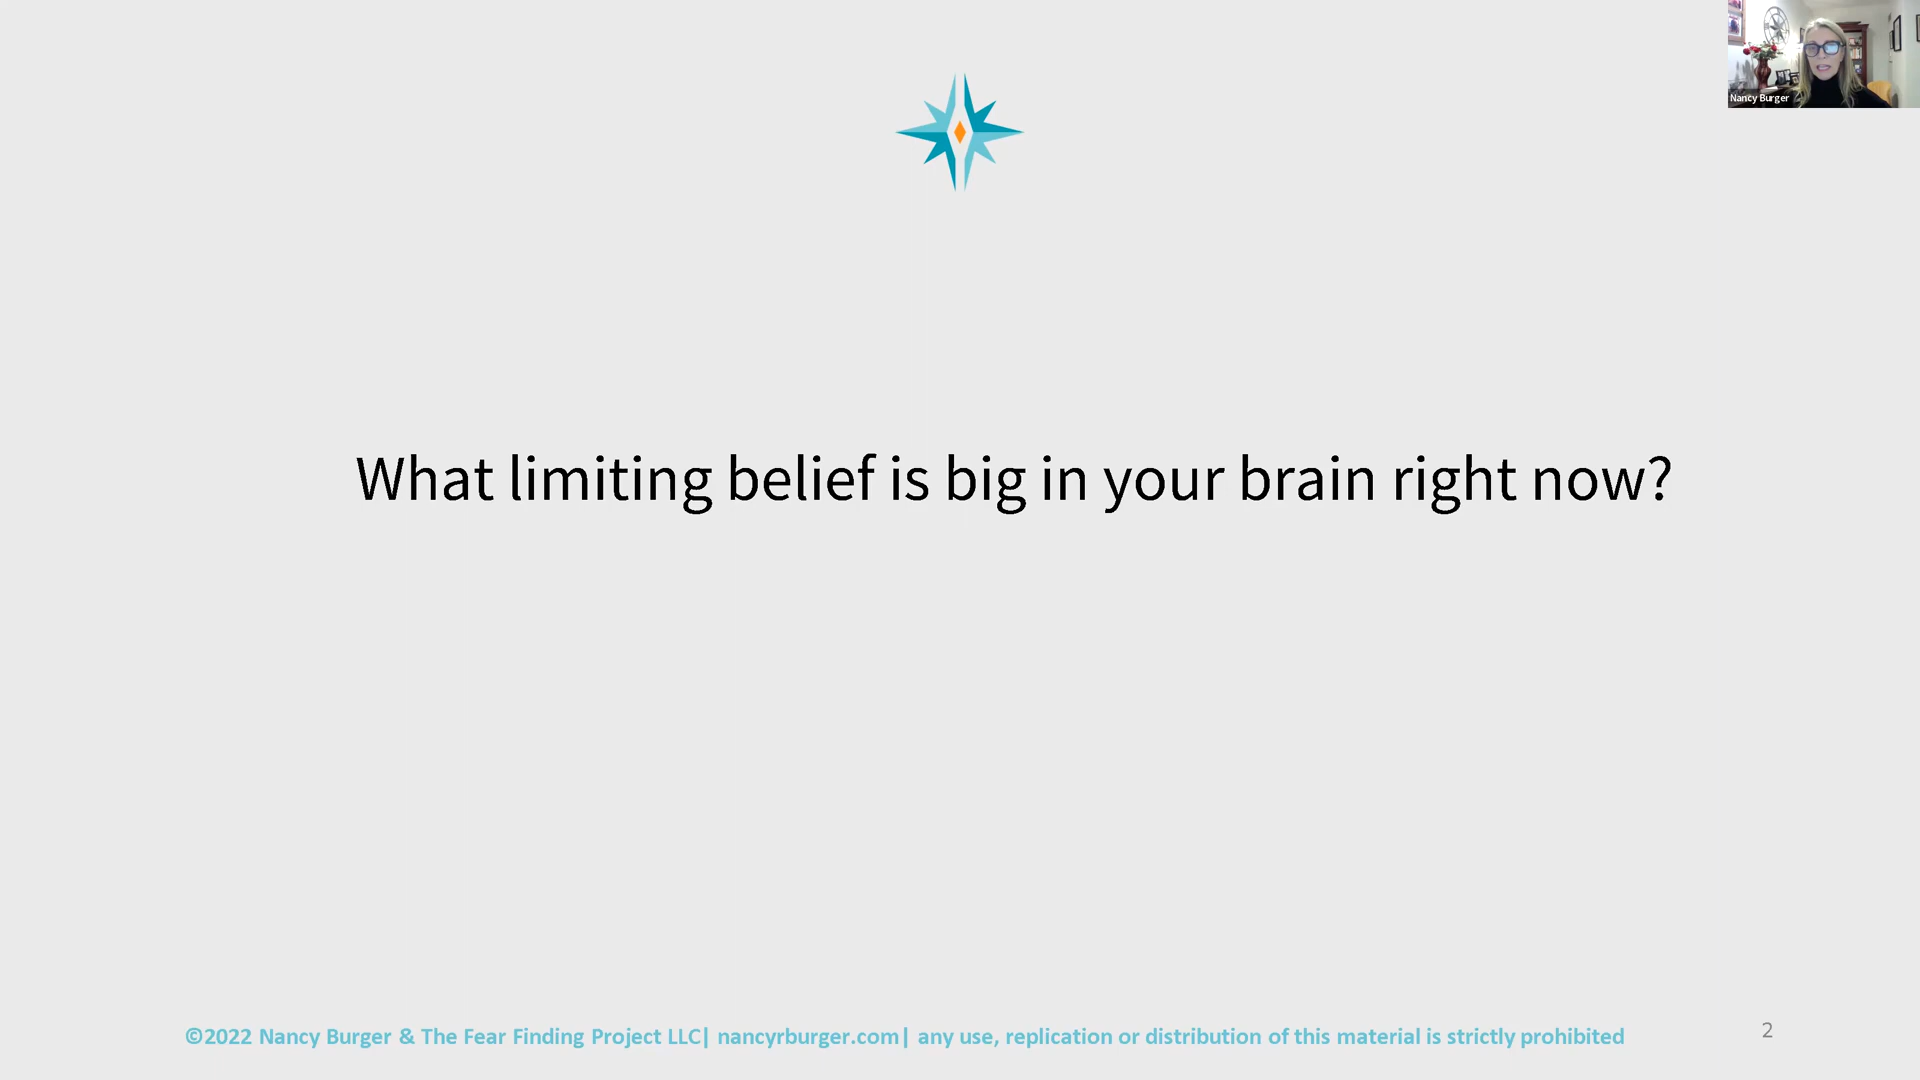 Nancy Burger
What limiting belief is big in your brain right now?
©2022 Nancy Burger & The Fear Finding Project LLC| nancyrburger.com| any use, replication or distribution of this material is strictly prohibited
2